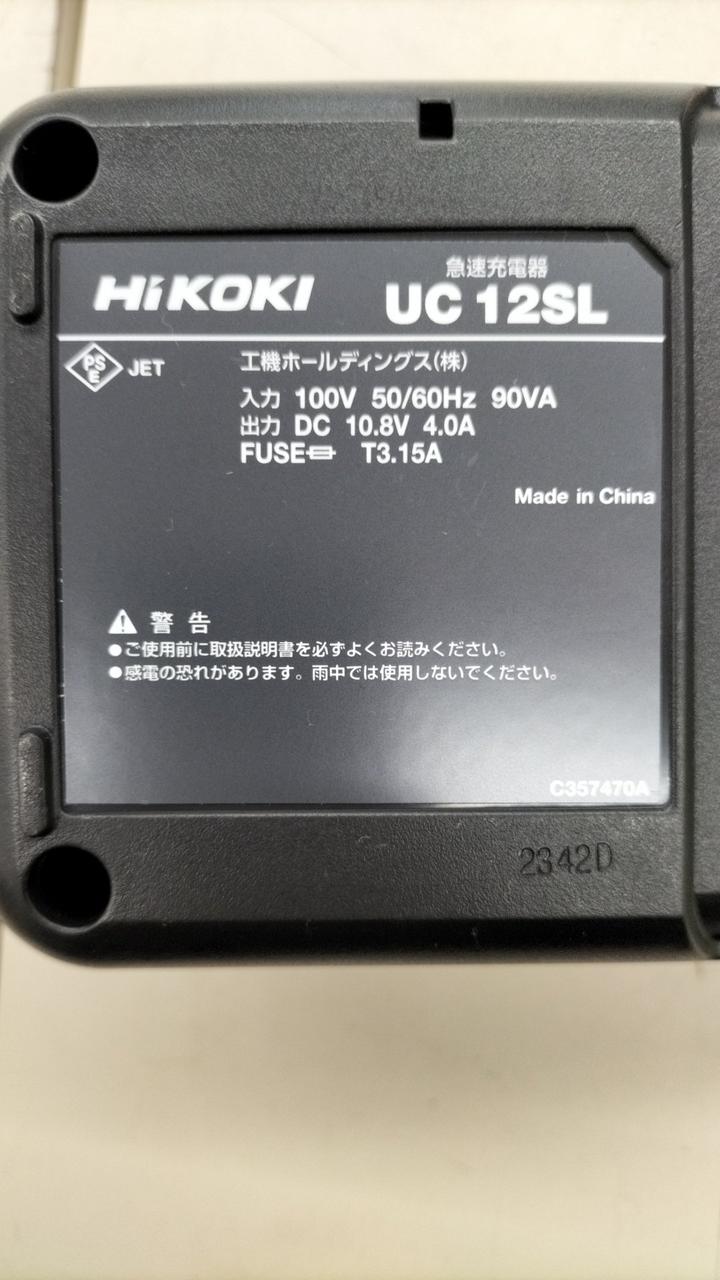 急速充電器
HiKOKI UC 12SL
PS E JET 工機ホールディングス(株)
入力 100V 50/60Hz 90VA
出力 DC 10.8V 4.0A
FUSE T3.15A
Made in China
警告
●ご使用前に取扱説明書を必ずよくお読みください。
●感電の恐れがあります。雨中では使用しないでください。
C357470A
2342D